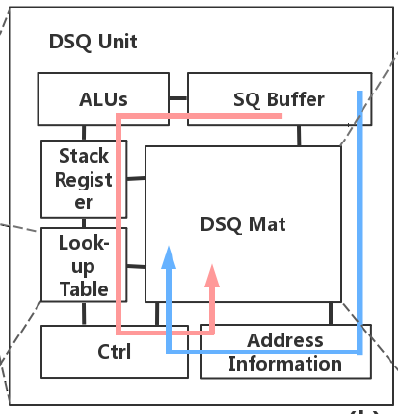 DSQ Unit
ALUs
SQ Buffer
Stack
Regist
er
DSQ Mat
Look-
up
Table
Ctrl
Address
Information